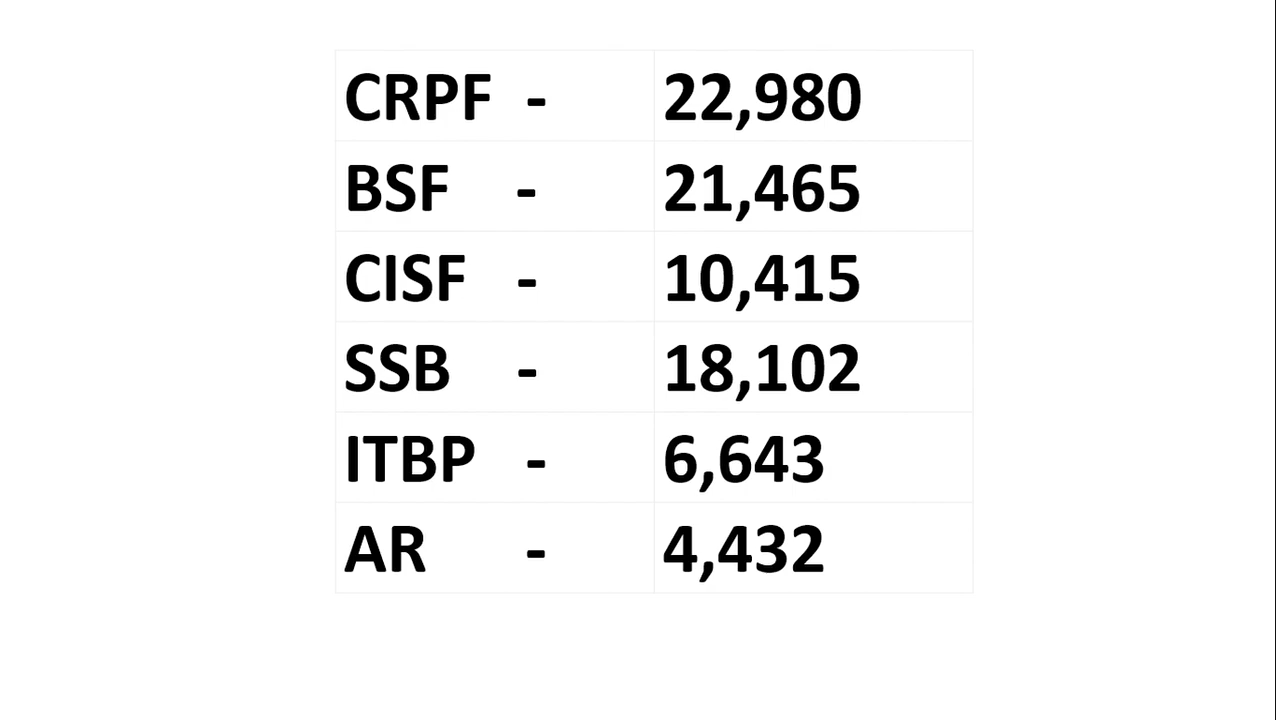 CRPF - 22,980
BSF - 21,465
CISF - 10,415
SSB - 18,102
ITBP - 6,643
AR - 4,432